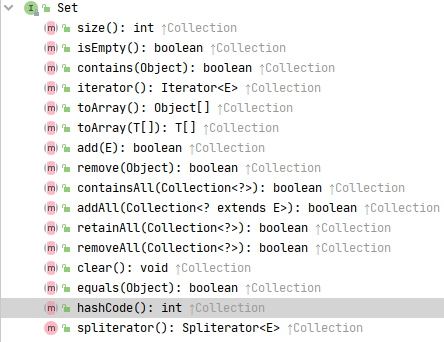 Set
size(): int ↑Collection
isEmpty(): boolean ↑Collection
contains(Object): boolean ↑Collection
iterator(): Iterator<E> ↑Collection
toArray(): Object[] ↑Collection
toArray(T[]): T[] ↑Collection
add(E): boolean ↑Collection
remove(Object): boolean ↑Collection
containsAll(Collection<?>): boolean ↑Collection
addAll(Collection<? extends E>): boolean ↑Collection
retainAll(Collection<?>): boolean ↑Collection
removeAll(Collection<?>): boolean ↑Collection
clear(): void ↑Collection
equals(Object): boolean ↑Collection
hashCode(): int ↑Collection
spliterator(): Spliterator<E> ↑Collection